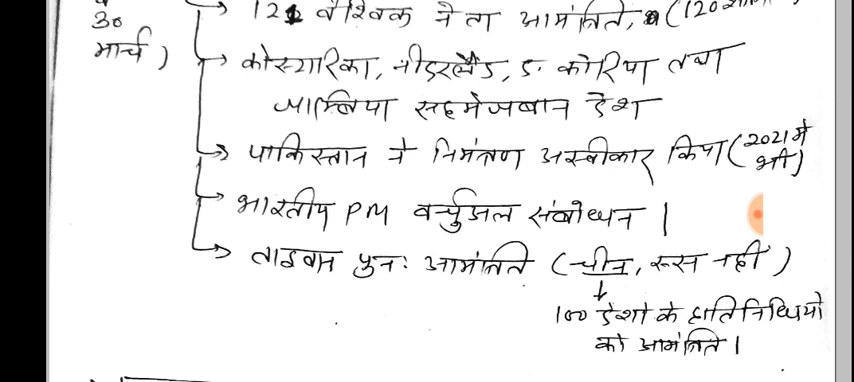 → 121 वैश्विक नेता आमंत्रित, (120 शामिल
30
मार्च)
→ कोस्टारिका, नीदरलैंड, द. कोरिया तथा
जाम्बिया सहमेजबान देश
→ पाकिस्तान ने निमंत्रण अस्वीकार किया (2021 में भी)
→ भारतीय PM वर्चुअल संबोधन |
→ ताइवान पुनः आमंत्रित (चीन, रूस नहीं)
↓
100 देशो के प्रतिनिधियो
को आमंत्रित |